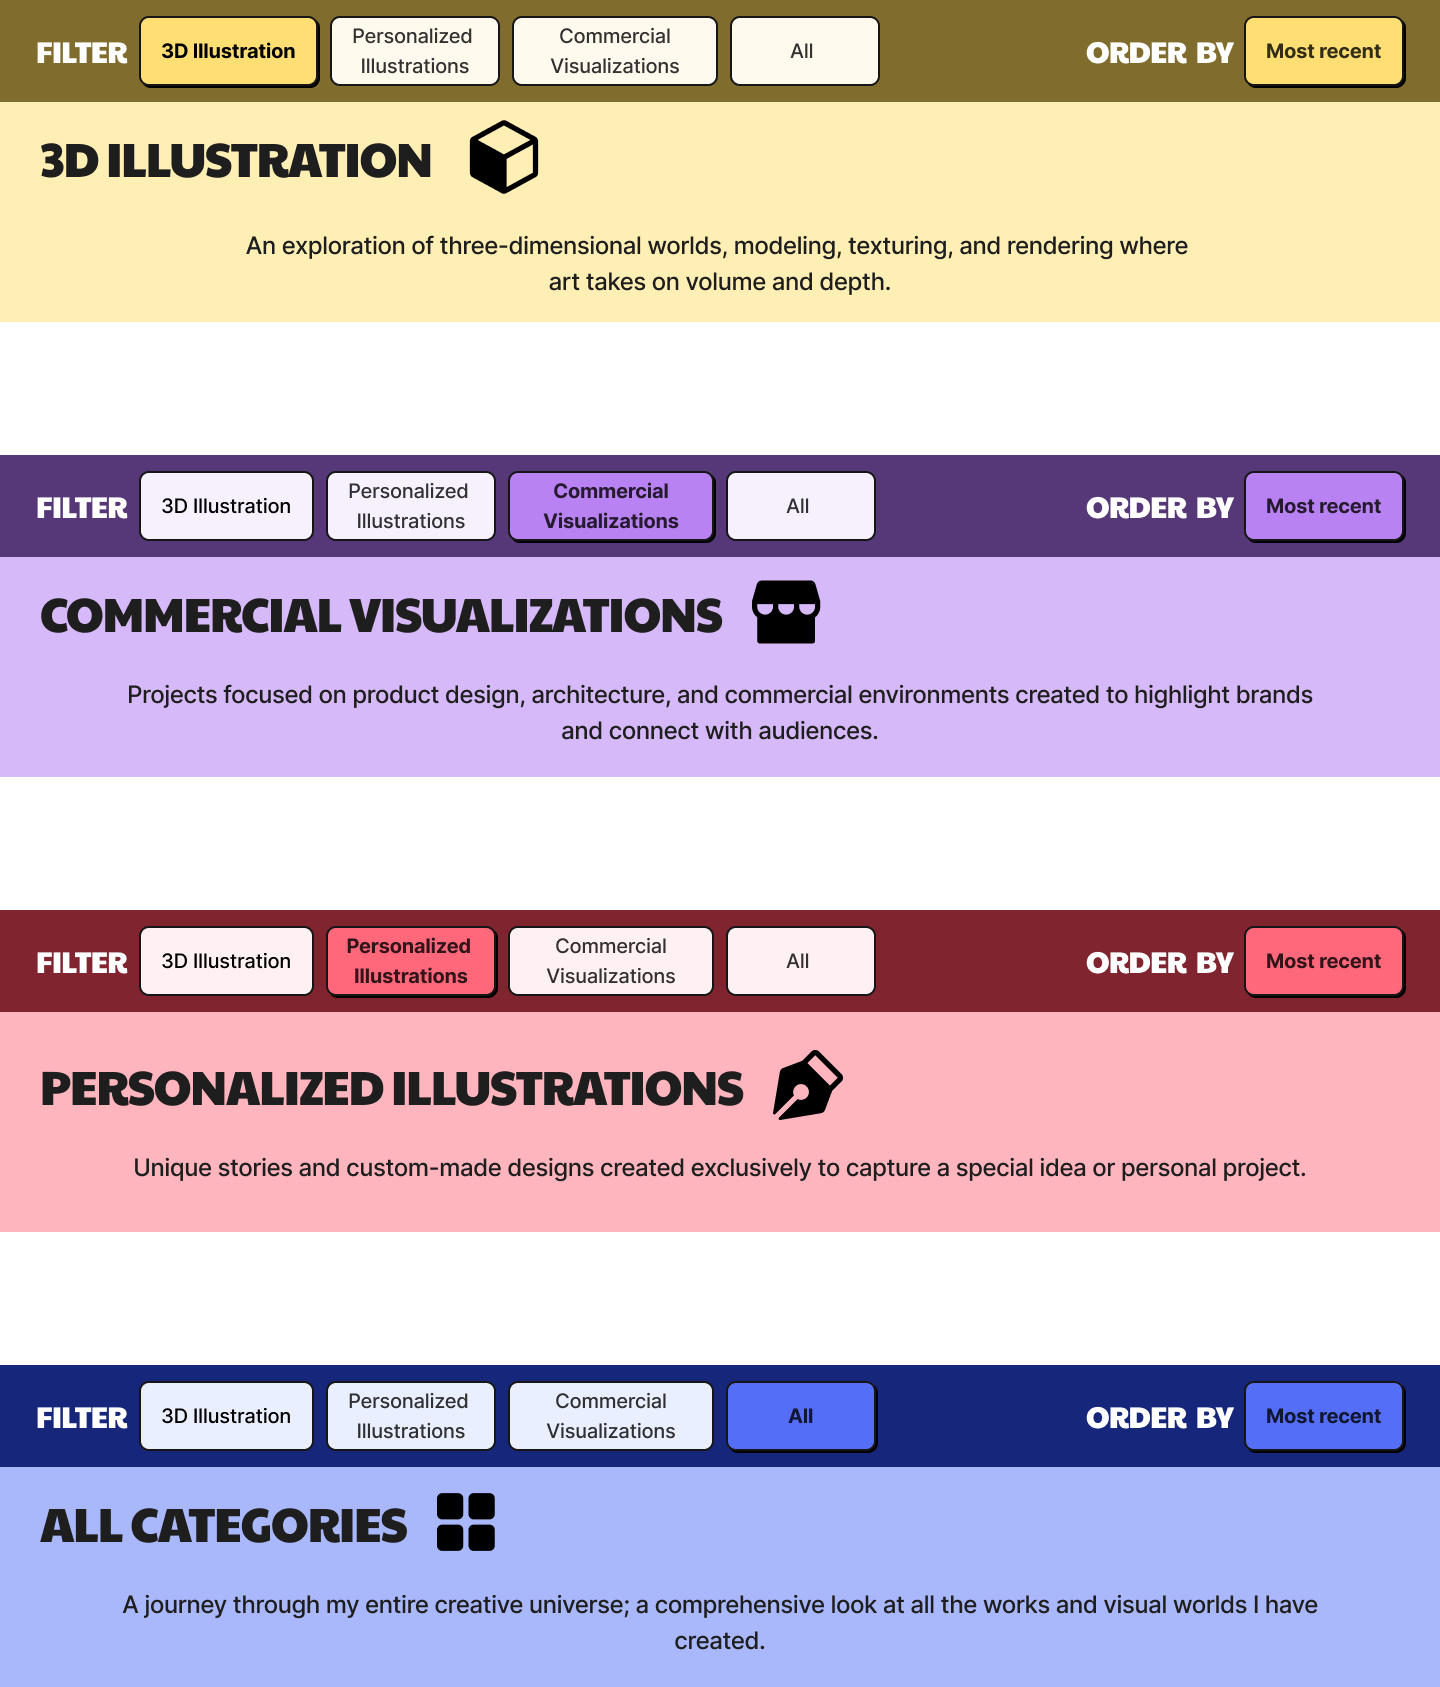 FILTER
3D Illustration
Personalized
Illustrations
Commercial
Visualizations
All
ORDER BY
Most recent
3D ILLUSTRATION
An exploration of three-dimensional worlds, modeling, texturing, and rendering where
art takes on volume and depth.
FILTER
3D Illustration
Personalized
Illustrations
Commercial
Visualizations
All
ORDER BY
Most recent
COMMERCIAL VISUALIZATIONS
Projects focused on product design, architecture, and commercial environments created to highlight brands
and connect with audiences.
FILTER
3D Illustration
Personalized
Illustrations
Commercial
Visualizations
All
ORDER BY
Most recent
PERSONALIZED ILLUSTRATIONS
Unique stories and custom-made designs created exclusively to capture a special idea or personal project.
FILTER
3D Illustration
Personalized
Illustrations
Commercial
Visualizations
All
ORDER BY
Most recent
ALL CATEGORIES
A journey through my entire creative universe; a comprehensive look at all the works and visual worlds I have
created.